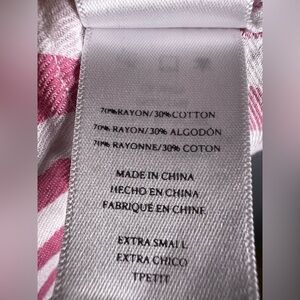 70% RAYON/30% COTTON
70% RAYON/30% ALGODÓN
70% RAYONNE/30% COTON
MADE IN CHINA
HECHO EN CHINA
FABRIQUÉ EN CHINE
EXTRA SMALL
EXTRA CHICO
TPETIT